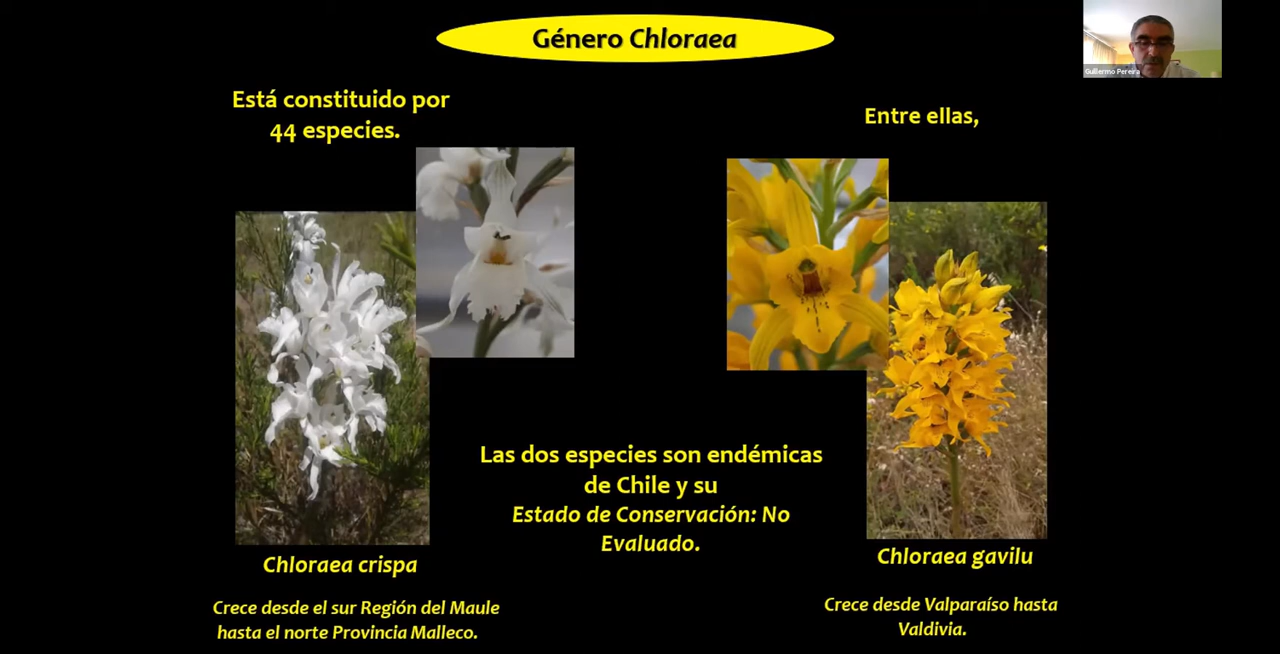 Género Chloraea
Guillermo Pereira
Está constituido por
44 especies.
Entre ellas,
Las dos especies son endémicas
de Chile y su
Estado de Conservación: No
Evaluado.
Chloraea crispa
Crece desde el sur Región del Maule
hasta el norte Provincia Malleco.
Chloraea gavilu
Crece desde Valparaíso hasta
Valdivia.